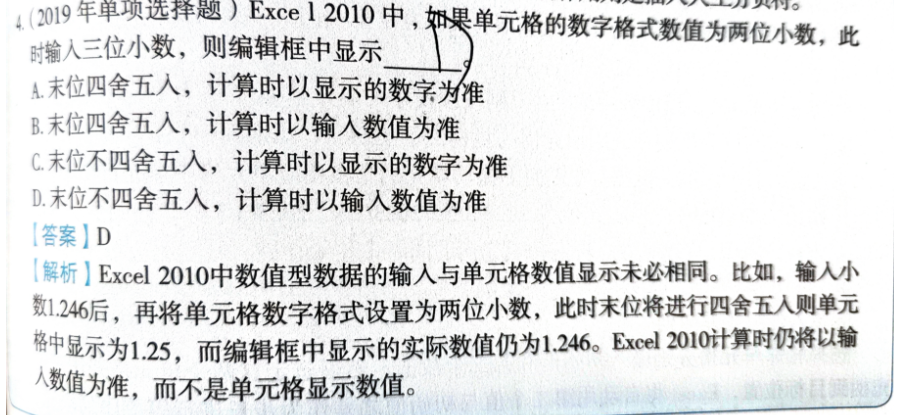 4.(2019年单项选择题)Exce l 2010中,如果单元格的数字格式数值为两位小数，此
时输入三位小数，则编辑框中显示______。
A.末位四舍五入，计算时以显示的数字为准
B.末位四舍五入，计算时以输入数值为准
C.末位不四舍五入，计算时以显示的数字为准
D.末位不四舍五入，计算时以输入数值为准
【答案】D
【解析】Excel 2010中数值型数据的输入与单元格数值显示未必相同。比如，输入小
数1.246后，再将单元格数字格式设置为两位小数，此时末位将进行四舍五入则单元
格中显示为1.25，而编辑框中显示的实际数值仍为1.246。Excel 2010计算时仍将以输
入数值为准，而不是单元格显示数值。